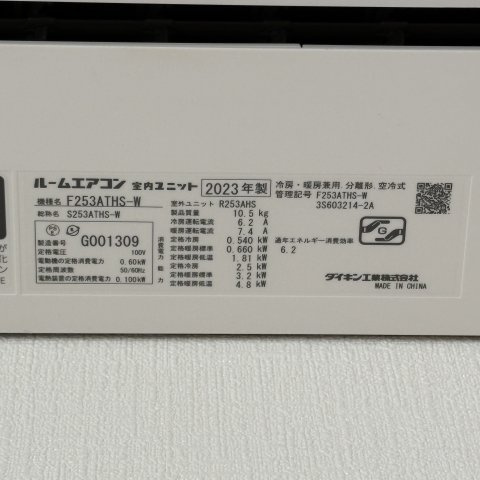 ルームエアコン 室内ユニット 2023年製 冷房・暖房兼用.分離形.空冷式
機種名 F253ATHS-W 室外ユニット R253AHS 管理記号 F253ATHS-W
総称名 S253ATHS-W 製品質量 10.5 kg 3S603214-2A
冷房運転電流 6.2 A
暖房運転電流 7.4 A
製造番号 G001309 消費電力 定格冷房 0.540 kW 通年エネルギー消費効率
定格電圧 100V 定格暖房標準 0.660 kW 6.2
電動機の定格消費電力 0.60kW 定格暖房低温 1.81 kW
定格周波数 50/60Hz 能力 定格冷房 2.5 kW
電熱装置の定格消費電力 0.100kW 定格暖房標準 3.2 kW
定格暖房低温 4.8 kW
G
ダイキン工業株式会社
MADE IN CHINA
が
化
ン
E